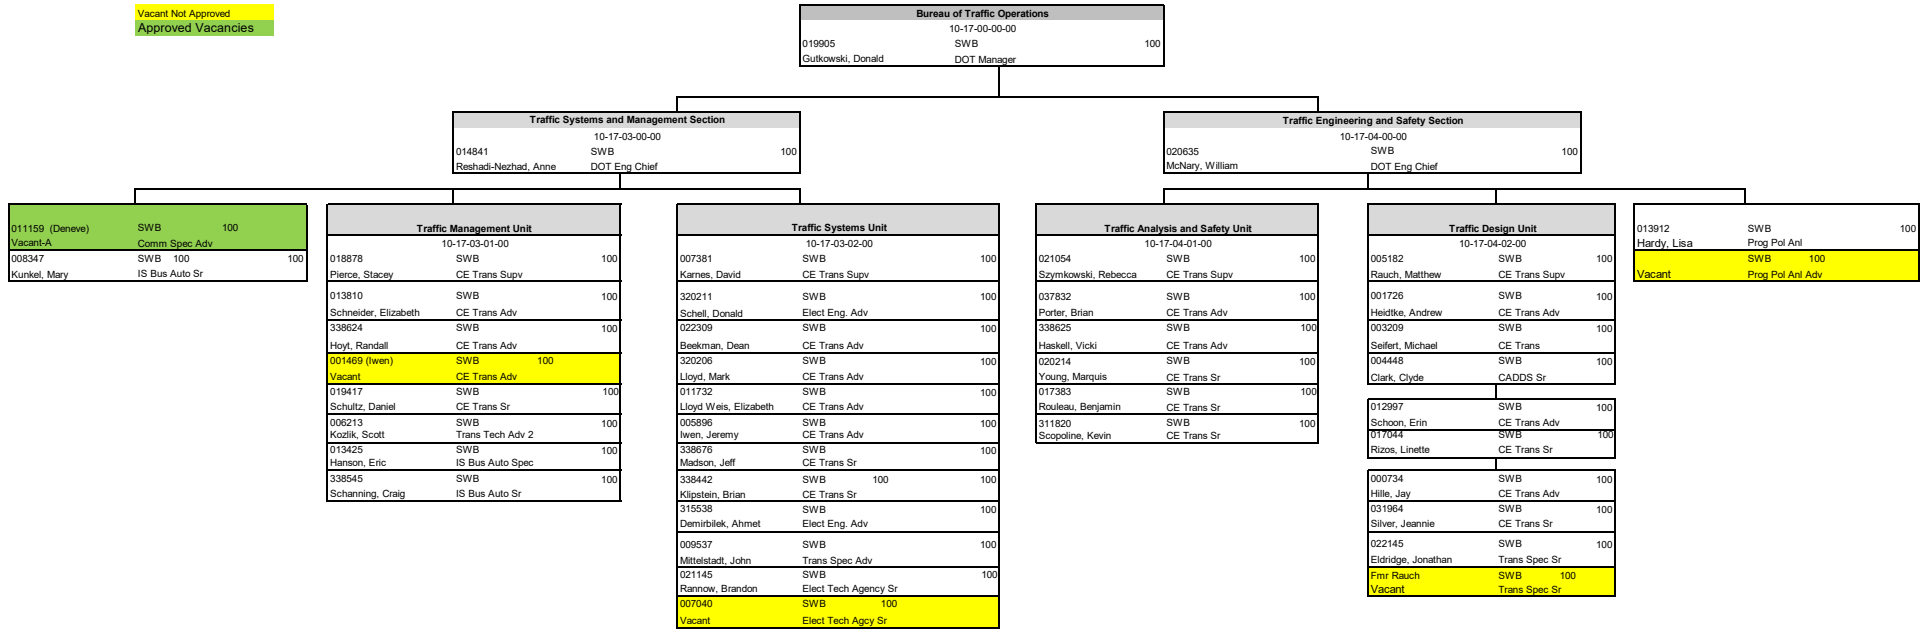 Vacant Not Approved
Approved Vacancies
Bureau of Traffic Operations
10-17-00-00-00
019905 SWB 100
Gutkowski, Donald DOT Manager
Traffic Systems and Management Section
10-17-03-00-00
014841 SWB 100
Reshadi-Nezhad, Anne DOT Eng Chief
Traffic Engineering and Safety Section
10-17-04-00-00
020635 SWB 100
McNary, William DOT Eng Chief
011159 (Deneve) SWB 100
Vacant-A Comm Spec Adv
008347 SWB 100 100
Kunkel, Mary IS Bus Auto Sr
Traffic Management Unit
10-17-03-01-00
018878 SWB 100
Pierce, Stacey CE Trans Supv
013810 SWB 100
Schneider, Elizabeth CE Trans Adv
338624 SWB 100
Hoyt, Randall CE Trans Adv
001469 (Iwen) SWB 100
Vacant CE Trans Adv
019417 SWB 100
Schultz, Daniel CE Trans Sr
006213 SWB 100
Kozlik, Scott Trans Tech Adv 2
013425 SWB 100
Hanson, Eric IS Bus Auto Spec
338545 SWB 100
Schanning, Craig IS Bus Auto Sr
Traffic Systems Unit
10-17-03-02-00
007381 SWB 100
Karnes, David CE Trans Supv
320211 SWB 100
Schell, Donald Elect Eng. Adv
022309 SWB 100
Beekman, Dean CE Trans Adv
320206 SWB 100
Lloyd, Mark CE Trans Adv
011732 SWB 100
Lloyd Weis, Elizabeth CE Trans Adv
005896 SWB 100
Iwen, Jeremy CE Trans Adv
338676 SWB 100
Madson, Jeff CE Trans Sr
338442 SWB 100 100
Klipstein, Brian CE Trans Sr
315538 SWB 100
Demirbilek, Ahmet Elect Eng. Adv
009537 SWB 100
Mittelstadt, John Trans Spec Adv
021145 SWB 100
Rannow, Brandon Elect Tech Agency Sr
007040 SWB 100
Vacant Elect Tech Agcy Sr
Traffic Analysis and Safety Unit
10-17-04-01-00
021054 SWB 100
Szymkowski, Rebecca CE Trans Supv
037832 SWB 100
Porter, Brian CE Trans Adv
338625 SWB 100
Haskell, Vicki CE Trans Adv
020214 SWB 100
Young, Marquis CE Trans Sr
017383 SWB 100
Rouleau, Benjamin CE Trans Sr
311820 SWB 100
Scopoline, Kevin CE Trans Sr
Traffic Design Unit
10-17-04-02-00
005182 SWB 100
Rauch, Matthew CE Trans Supv
001726 SWB 100
Heidtke, Andrew CE Trans Adv
003209 SWB 100
Seifert, Michael CE Trans
004448 SWB 100
Clark, Clyde CADDS Sr
012997 SWB 100
Schoon, Erin CE Trans Adv
017044 SWB 100
Rizos, Linette CE Trans Sr
000734 SWB 100
Hille, Jay CE Trans Adv
031964 SWB 100
Silver, Jeannie CE Trans Sr
022145 SWB 100
Eldridge, Jonathan Trans Spec Sr
Fmr Rauch SWB 100
Vacant Trans Spec Sr
013912 SWB 100
Hardy, Lisa Prog Pol Anl
SWB 100
Vacant Prog Pol Anl Adv